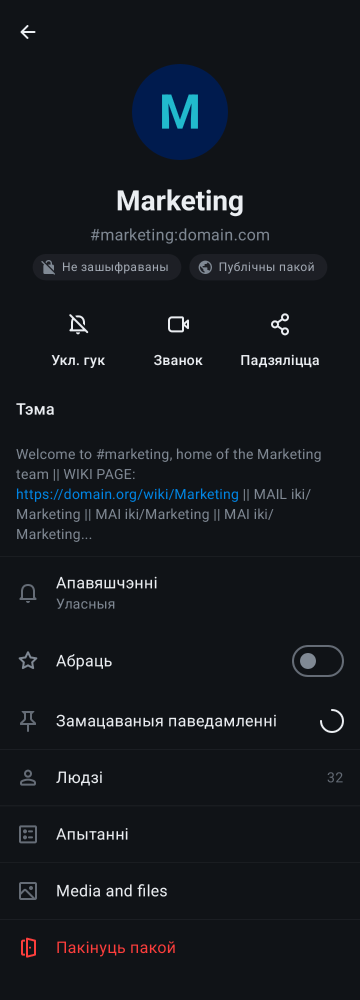 M
Marketing
#marketing:domain.com
Не зашыфраваны
Публічны пакой
Укл. гук
Званок
Падзяліцца
Тэма
Welcome to #marketing, home of the Marketing
team || WIKI PAGE:
https://domain.org/wiki/Marketing || MAIL iki/
Marketing || MAI iki/Marketing || MAI iki/
Marketing...
Апавяшчэнні
Уласныя
Абраць
Замацаваныя паведамленні
Людзі
32
Апытанні
Media and files
Пакінуць пакой